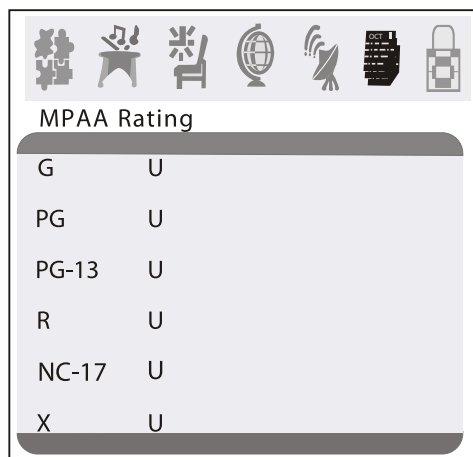 OCT
MPAA Rating
G U
PG U
PG-13 U
R U
NC-17 U
X U